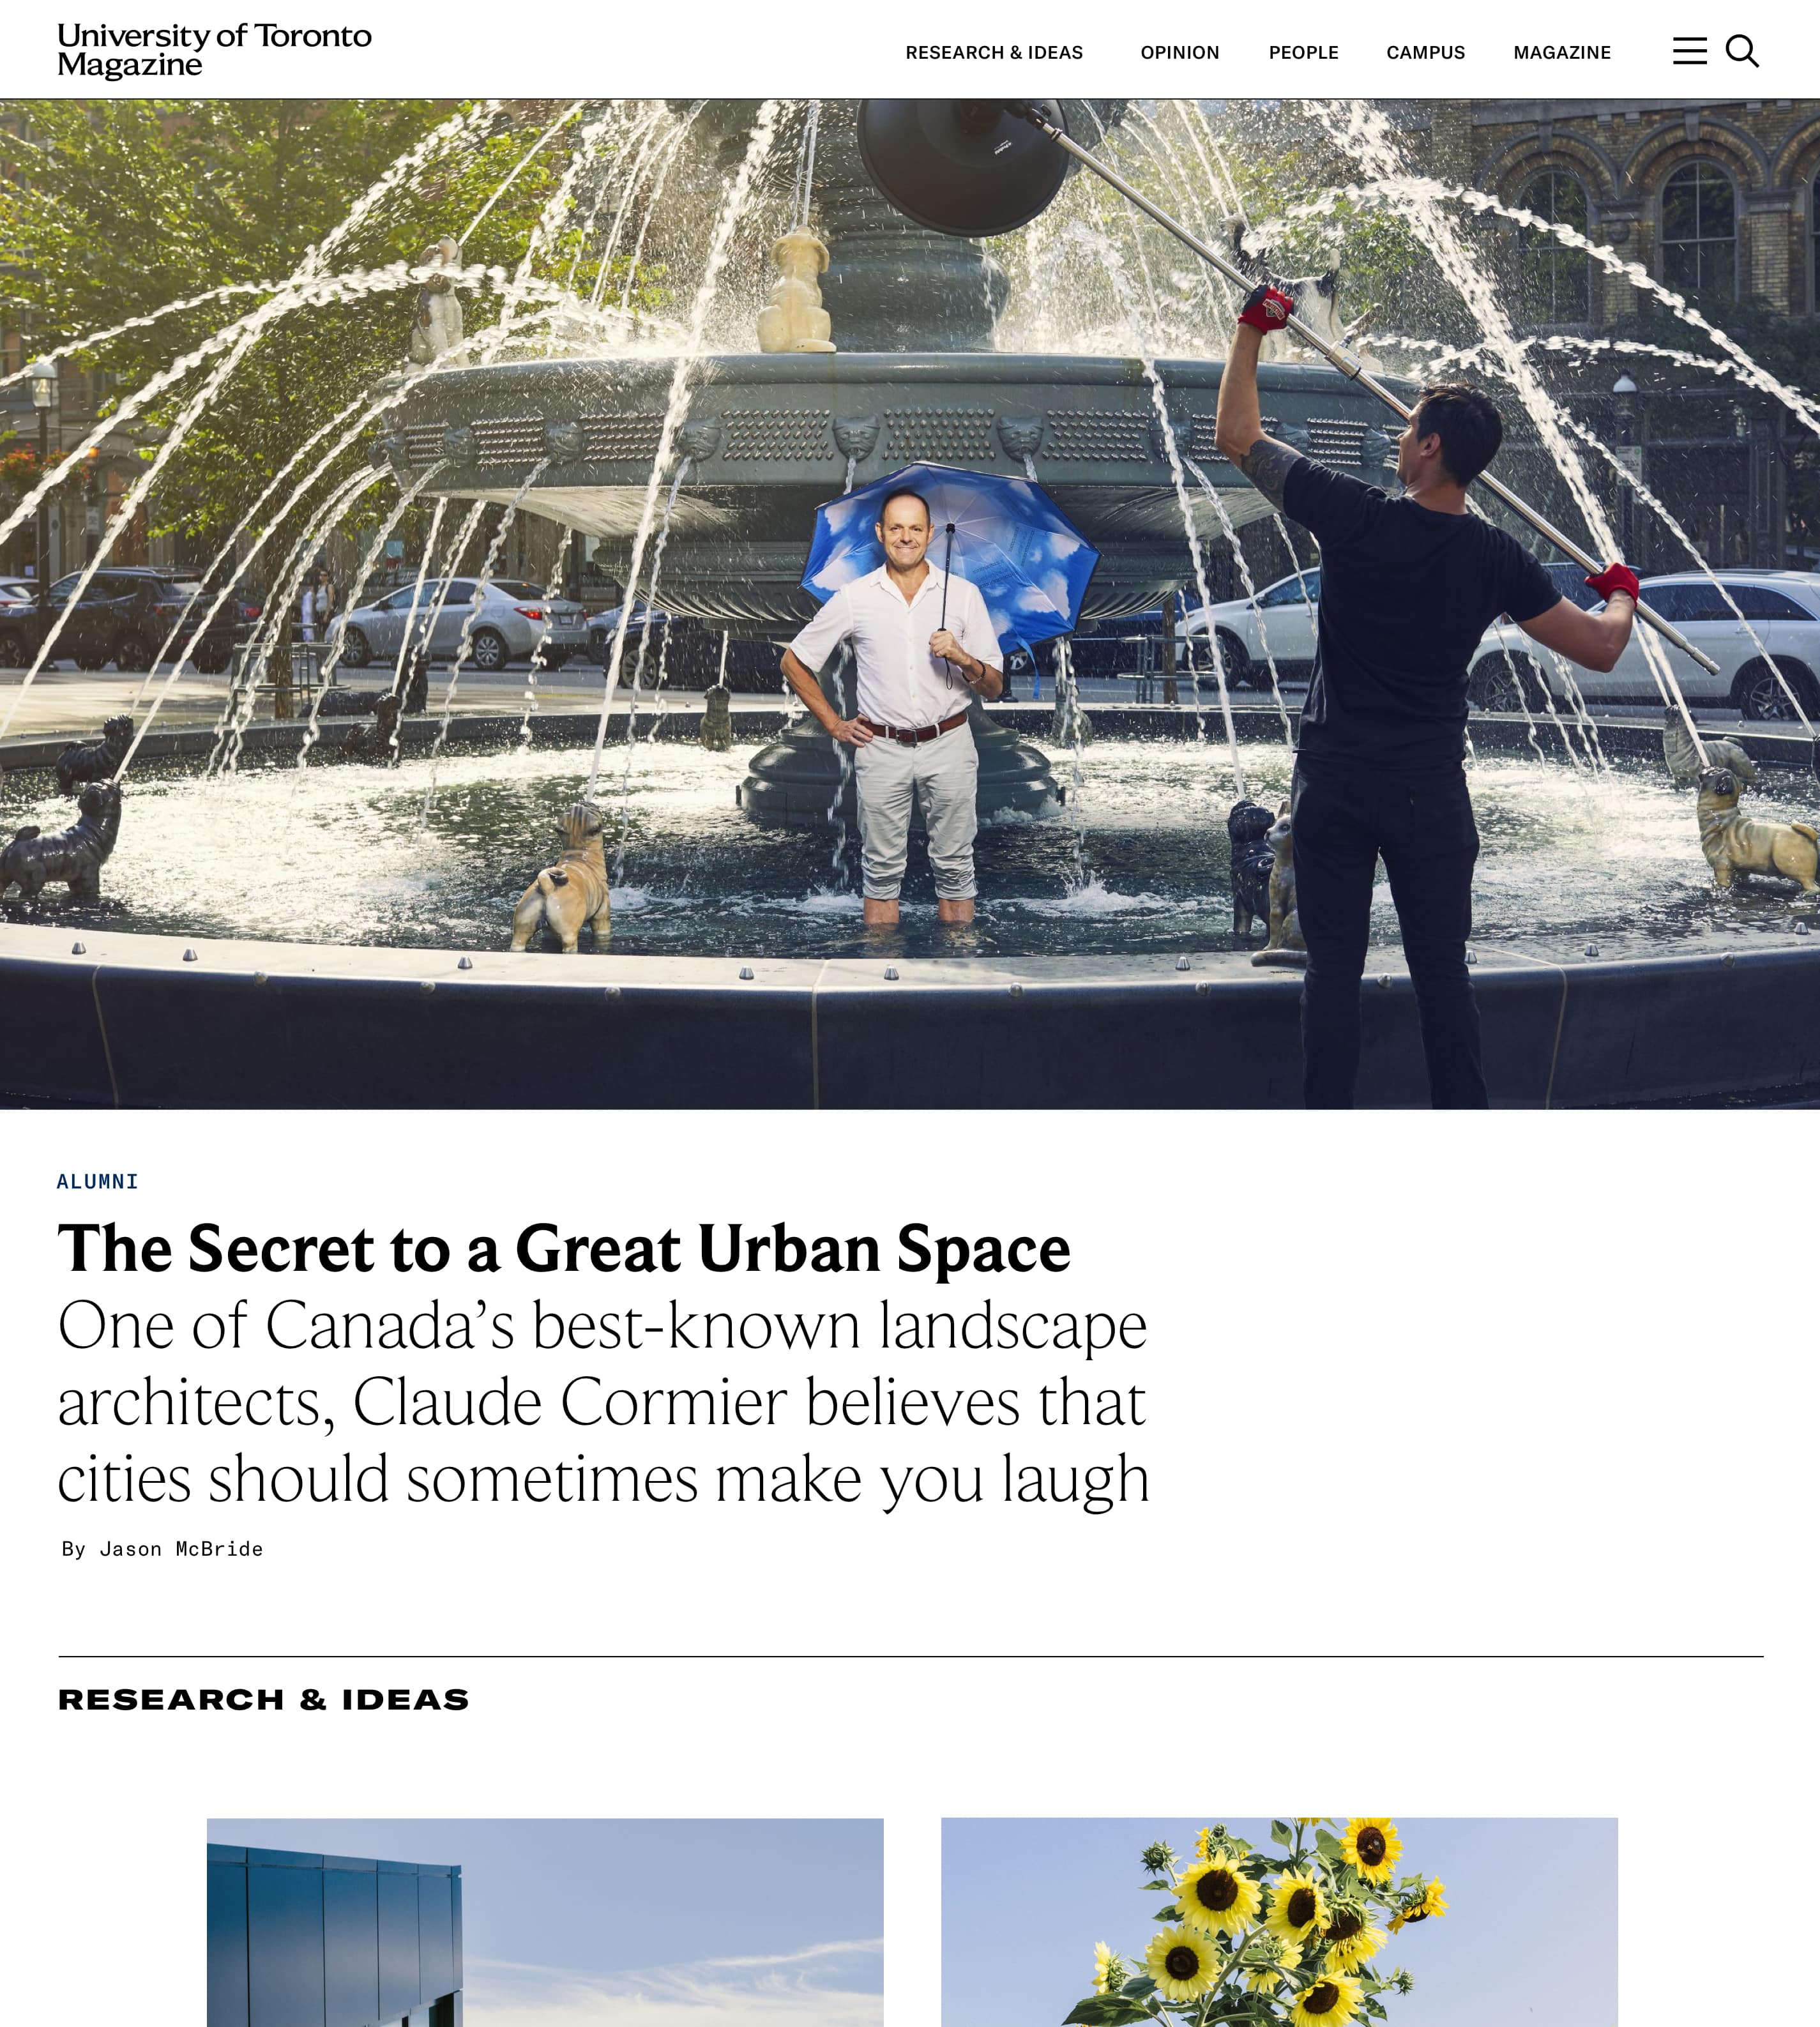 University of Toronto
Magazine
RESEARCH & IDEAS
OPINION
PEOPLE
CAMPUS
MAGAZINE
ALUMNI
The Secret to a Great Urban Space
One of Canada’s best-known landscape
architects, Claude Cormier believes that
cities should sometimes make you laugh
By Jason McBride
RESEARCH & IDEAS